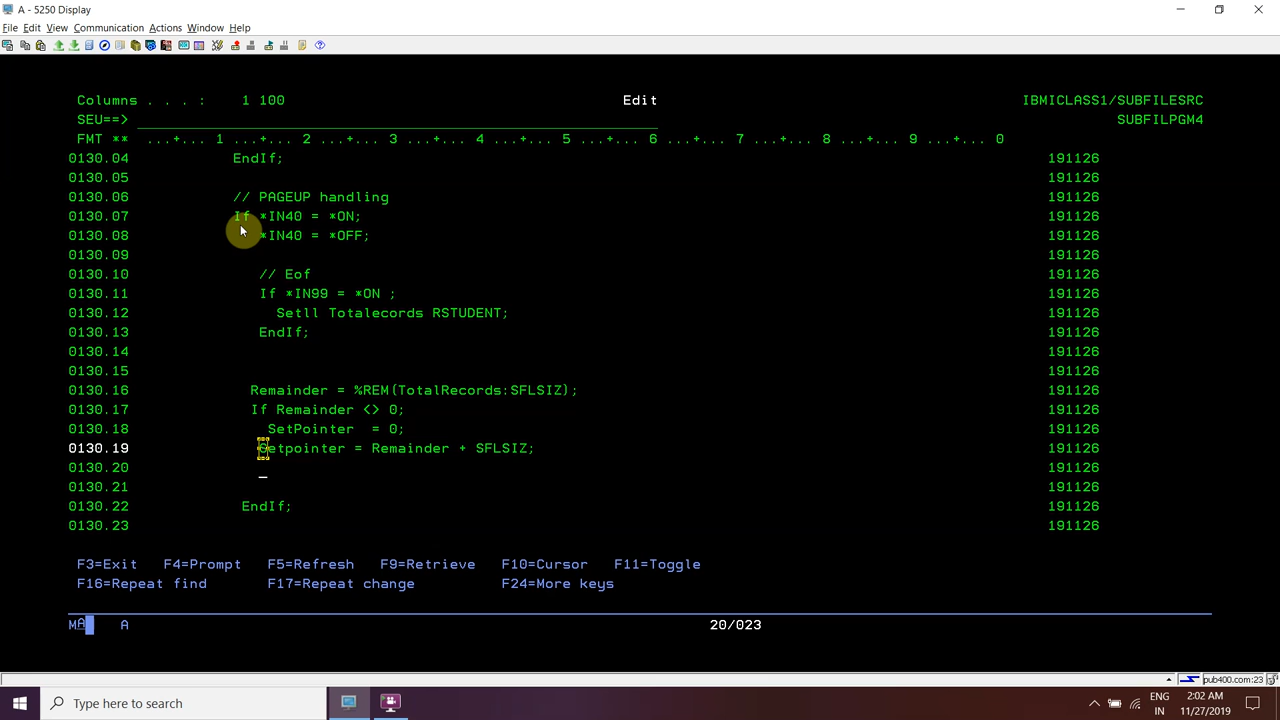 A - 5250 Display
File Edit View Communication Actions Window Help
Columns . . . :    1 100    Edit    IBMICLASS1/SUBFILESRC
SEU==>    SUBFILPGM4
FMT **  ...+... 1 ...+... 2 ...+... 3 ...+... 4 ...+... 5 ...+... 6 ...+... 7 ...+... 8 ...+... 9 ...+... 0
0130.04    EndIf;    191126
0130.05    191126
0130.06    // PAGEUP handling    191126
0130.07    If *IN40 = *ON;    191126
0130.08    *IN40 = *OFF;    191126
0130.09    191126
0130.10    // Eof    191126
0130.11    If *IN99 = *ON ;    191126
0130.12    Setll Totalecords RSTUDENT;    191126
0130.13    EndIf;    191126
0130.14    191126
0130.15    191126
0130.16    Remainder = %REM(TotalRecords:SFLSIZ);    191126
0130.17    If Remainder <> 0;    191126
0130.18    SetPointer  = 0;    191126
0130.19    Setpointer = Remainder + SFLSIZ;    191126
0130.20    191126
0130.21    191126
0130.22    EndIf;    191126
0130.23    191126
F3=Exit   F4=Prompt   F5=Refresh   F9=Retrieve   F10=Cursor   F11=Toggle
F16=Repeat find    F17=Repeat change    F24=More keys
MA    A    20/023
pub400.com:23
Type here to search
ENG
IN
2:02 AM
11/27/2019